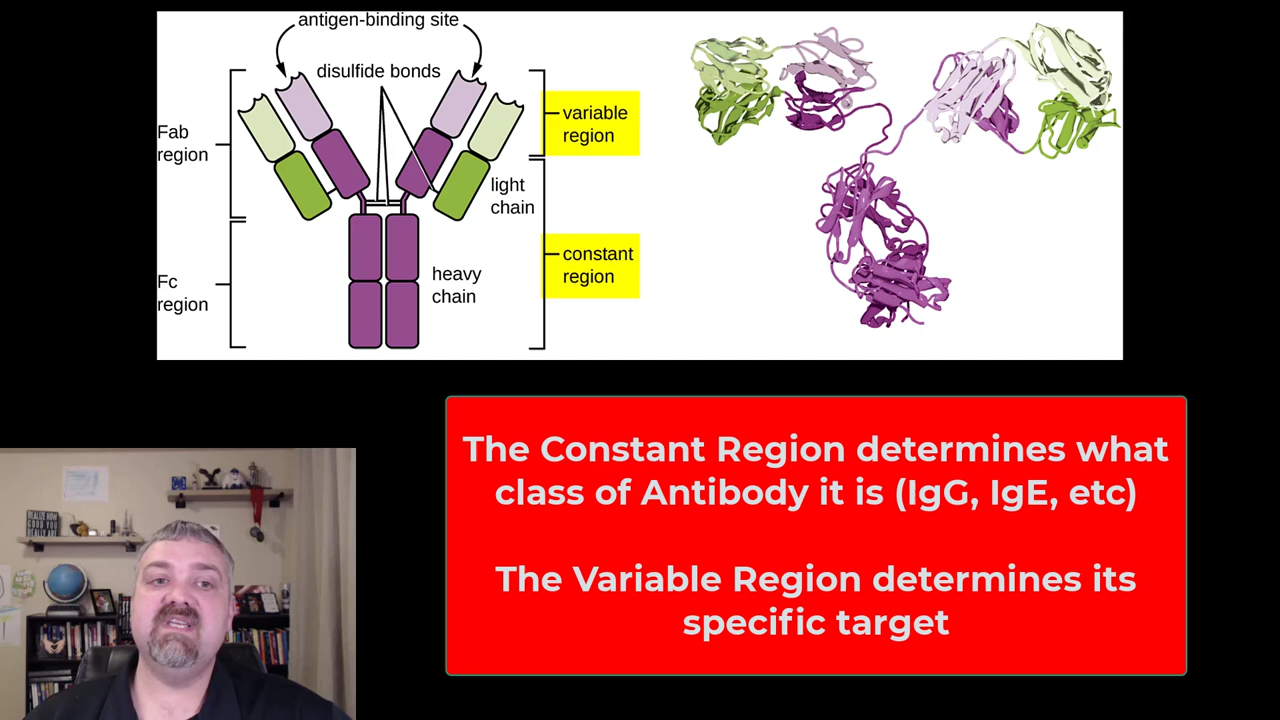 antigen-binding site
disulfide bonds
Fab
region
variable
region
light
chain
constant
region
heavy
chain
Fc
region
The Constant Region determines what
class of Antibody it is (IgG, IgE, etc)
The Variable Region determines its
specific target